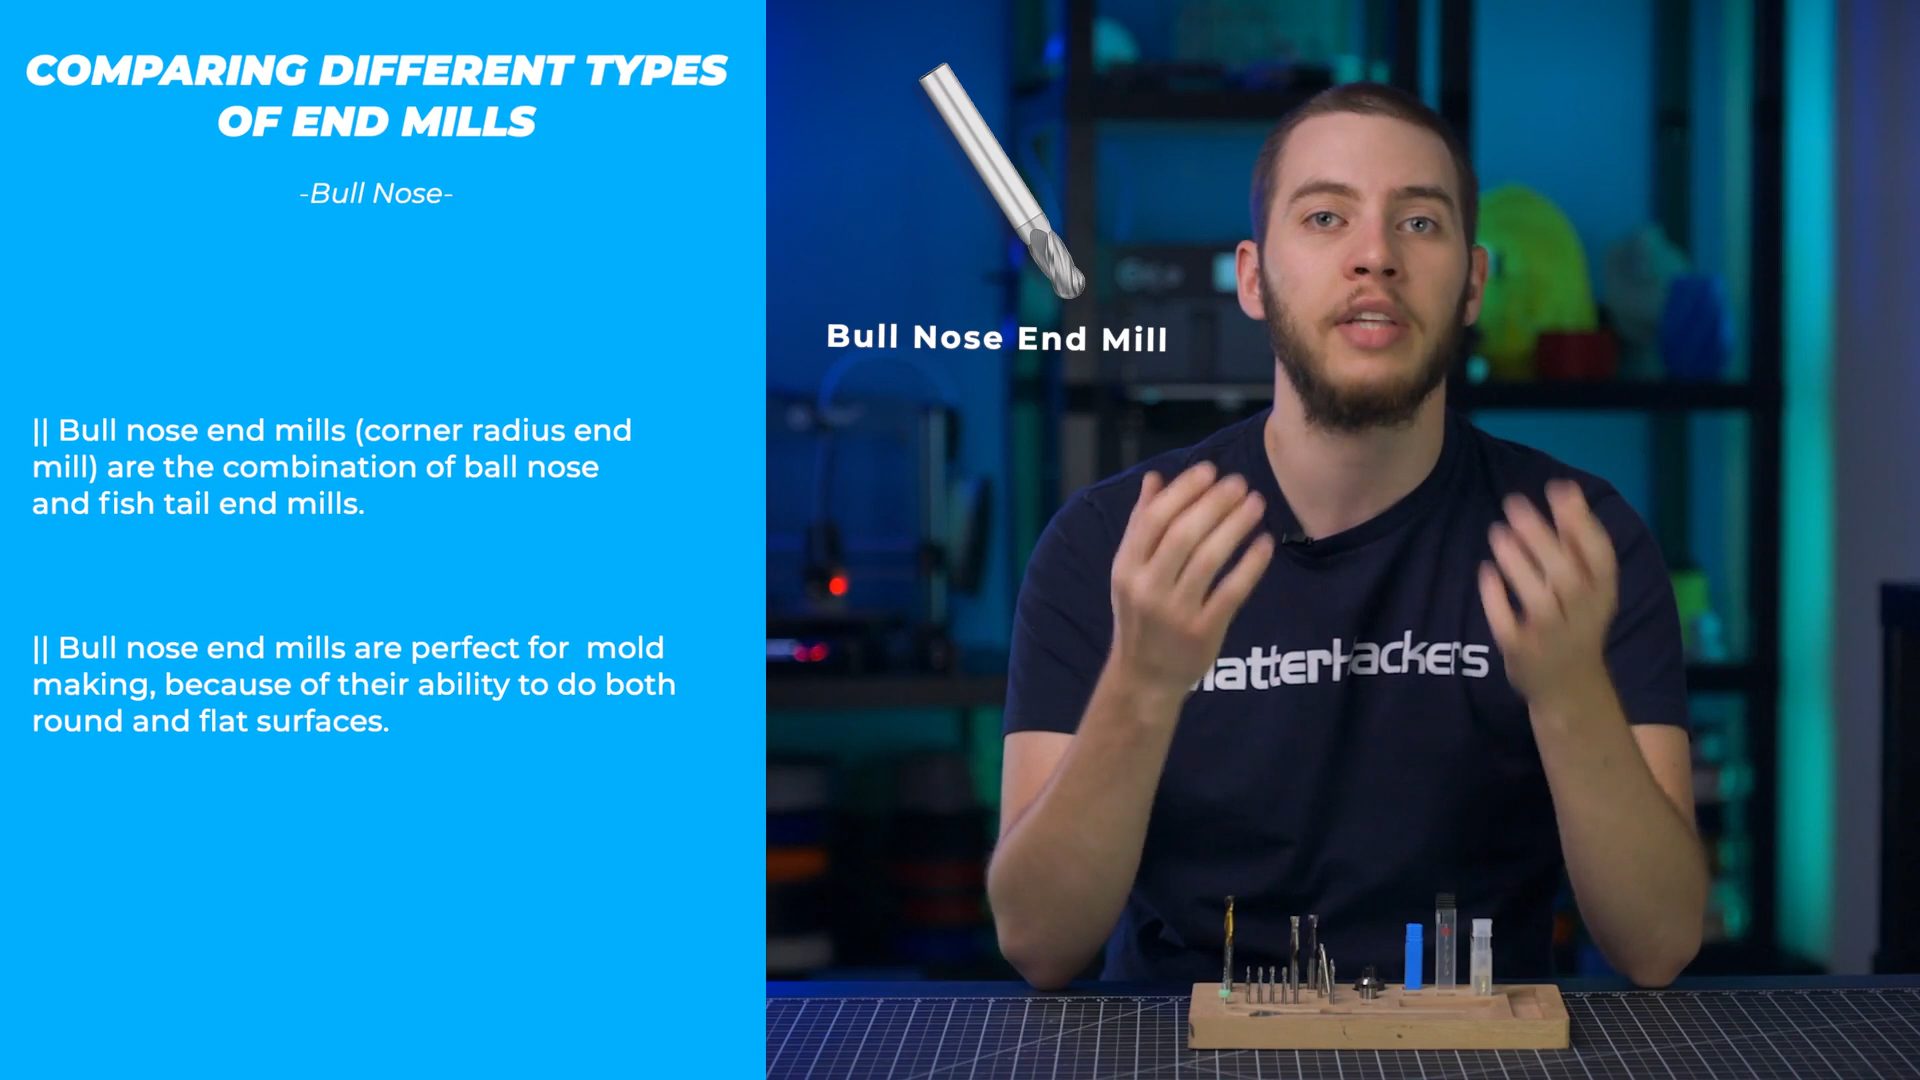 COMPARING DIFFERENT TYPES
OF END MILLS
-Bull Nose-
|| Bull nose end mills (corner radius end
mill) are the combination of ball nose
and fish tail end mills.
|| Bull nose end mills are perfect for  mold
making, because of their ability to do both
round and flat surfaces.
Bull Nose End Mill
atterHackers